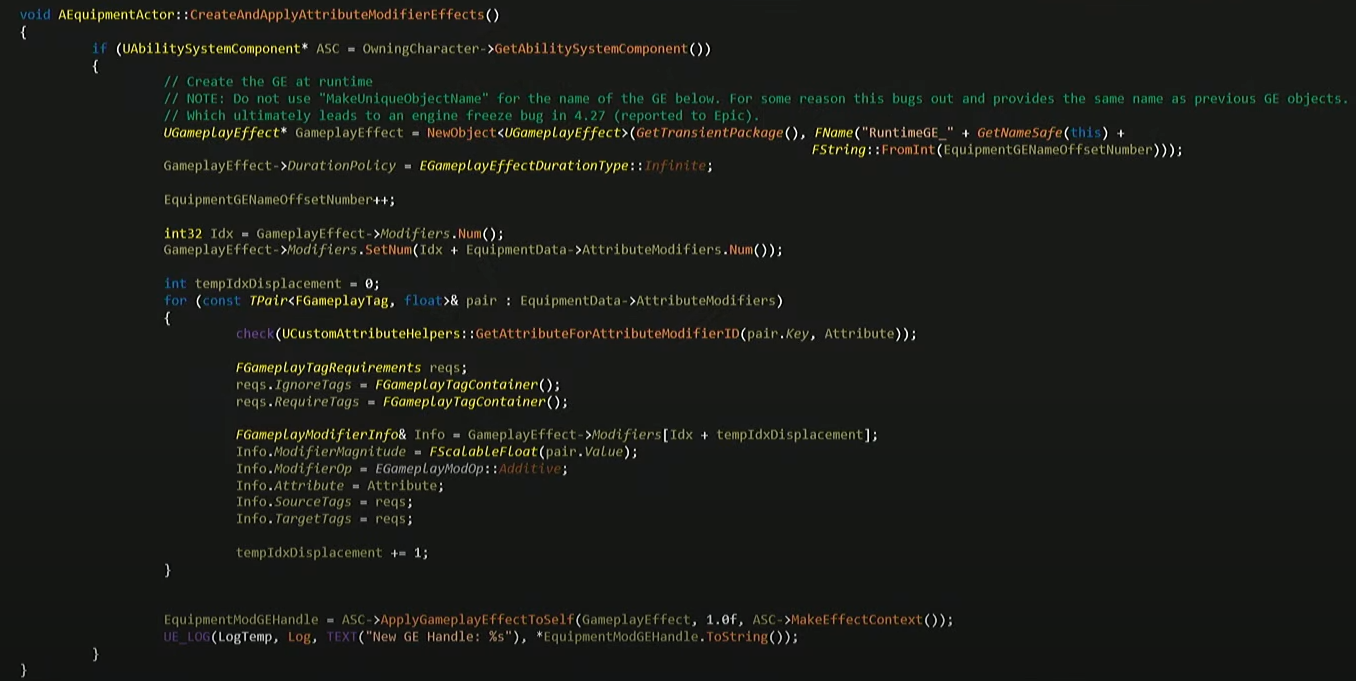 void AEquipmentActor::CreateAndApplyAttributeModifierEffects()
{
if (UAbilitySystemComponent* ASC = OwningCharacter->GetAbilitySystemComponent())
{
// Create the GE at runtime
// NOTE: Do not use "MakeUniqueObjectName" for the name of the GE below. For some reason this bugs out and provides the same name as previous GE objects.
// Which ultimately leads to an engine freeze bug in 4.27 (reported to Epic).
UGameplayEffect* GameplayEffect = NewObject<UGameplayEffect>(GetTransientPackage(), FName("RuntimeGE_" + GetNameSafe(this) +
FString::FromInt(EquipmentGENameOffsetNumber)));
GameplayEffect->DurationPolicy = EGameplayEffectDurationType::Infinite;
EquipmentGENameOffsetNumber++;
int32 Idx = GameplayEffect->Modifiers.Num();
GameplayEffect->Modifiers.SetNum(Idx + EquipmentData->AttributeModifiers.Num());
int tempIdxDisplacement = 0;
for (const TPair<FGameplayTag, float>& pair : EquipmentData->AttributeModifiers)
{
check(UCustomAttributeHelpers::GetAttributeForAttributeModifierID(pair.Key, Attribute));
FGameplayTagRequirements reqs;
reqs.IgnoreTags = FGameplayTagContainer();
reqs.RequireTags = FGameplayTagContainer();
FGameplayModifierInfo& Info = GameplayEffect->Modifiers[Idx + tempIdxDisplacement];
Info.ModifierMagnitude = FScalableFloat(pair.Value);
Info.ModifierOp = EGameplayModOp::Additive;
Info.Attribute = Attribute;
Info.SourceTags = reqs;
Info.TargetTags = reqs;
tempIdxDisplacement += 1;
}
EquipmentModGEHandle = ASC->ApplyGameplayEffectToSelf(GameplayEffect, 1.0f, ASC->MakeEffectContext());
UE_LOG(LogTemp, Log, TEXT("New GE Handle: %s"), *EquipmentModGEHandle.ToString());
}
}